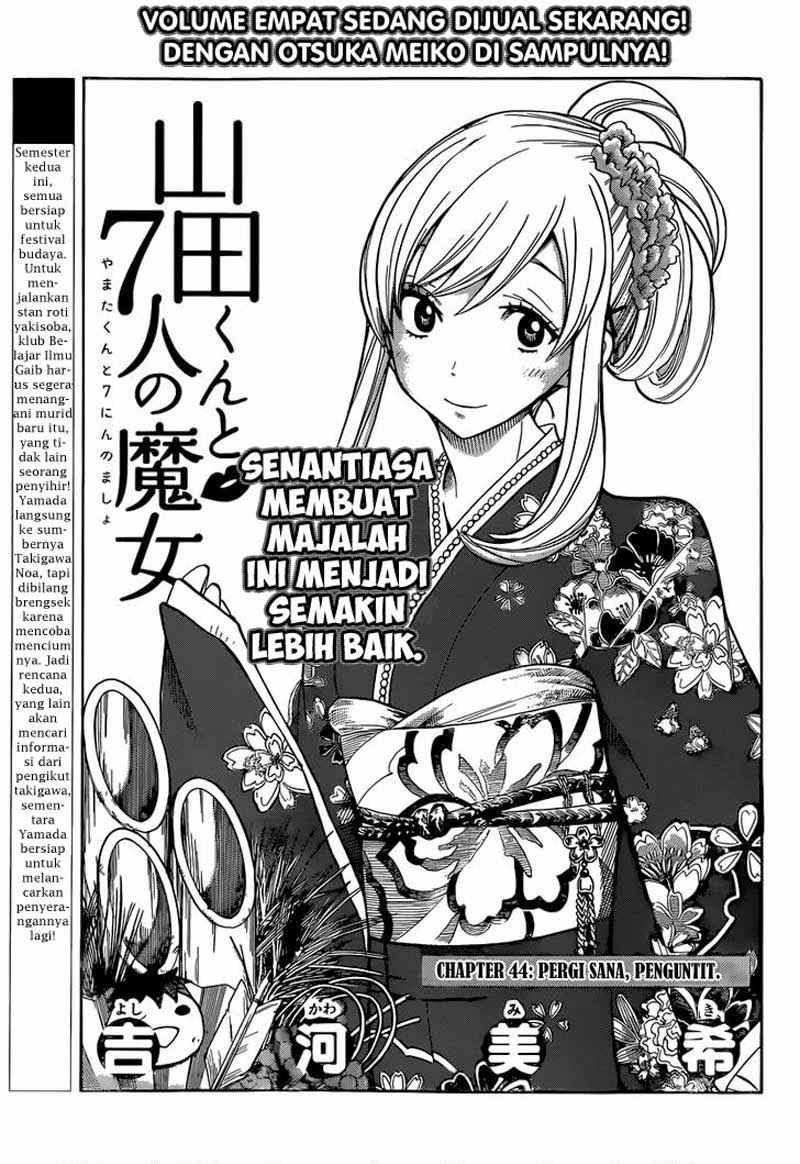 VOLUME EMPAT SEDANG DIJUAL SEKARANG!
DENGAN OTSUKA MEIKO DI SAMPULNYA!
Semester
kedua
ini,
semua
bersiap
untuk
festival
budaya.
Untuk
men-
jalankan
stan roti
yakisoba,
klub Be-
lajar Ilmu
Gaib har-
us segera
menang-
ani murid
baru itu,
yang ti-
dak lain
seorang
penyihir!
Yamada
langsung
ke sum-
bernya
Takigawa
Noa, tapi
dibilang
brengsek
karena
mencoba
mencium
nya. Jadi
rencana
kedua,
yang lain
akan
mencari
informa-
si dari
pengikut
takigawa,
semen-
tara
Yamada
bersiap
untuk
melan-
carkan
penyera-
ngannya
lagi!
山田くんと
7人の魔女
やまだくんと7にんのまじょ
SENANTIASA
MEMBUAT
MAJALAH
INI MENJADI
SEMAKIN
LEBIH BAIK.
CHAPTER 44: PERGI SANA, PENGUNTIT.
よし かわ み き
吉河美希